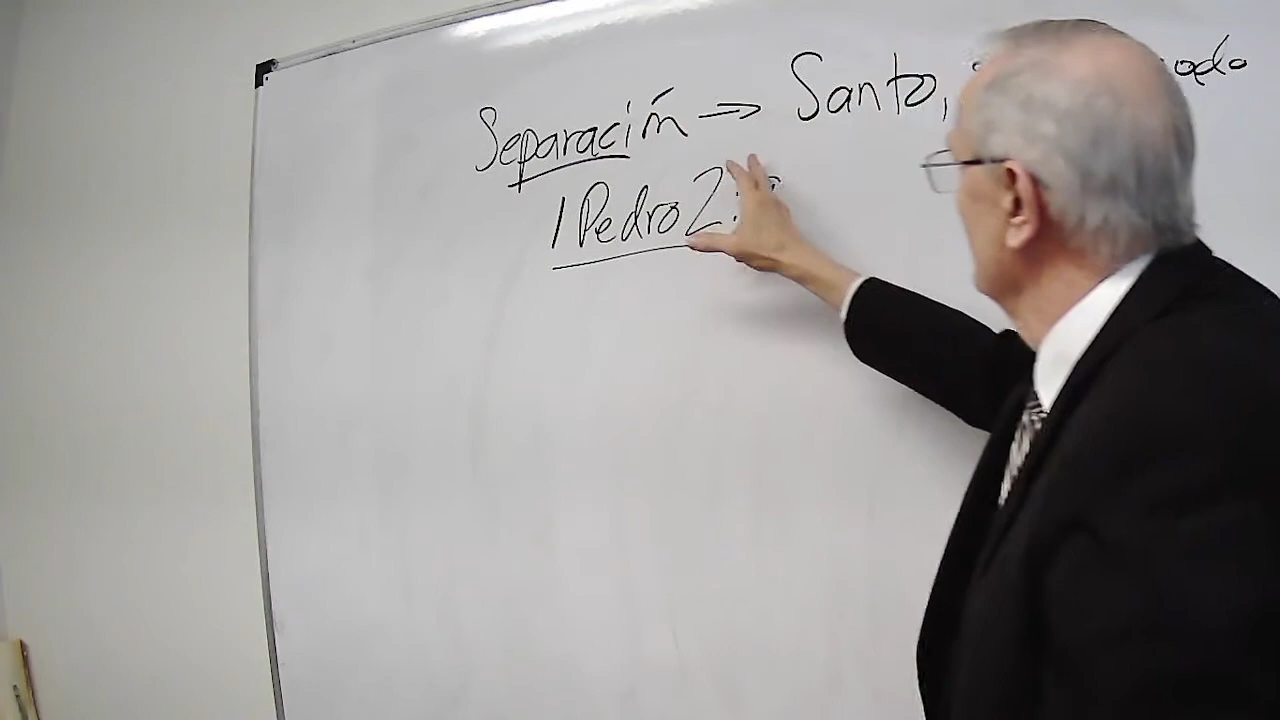 Separación → Santo,
1 Pedro 2: